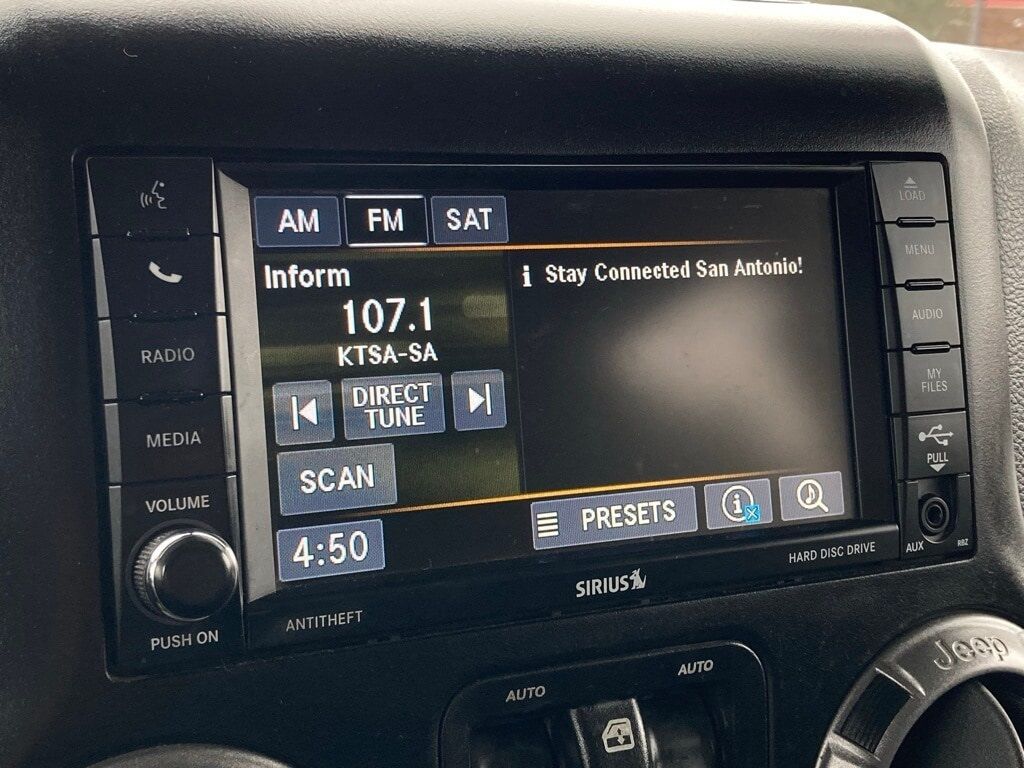 AM FM SAT
Inform
107.1
KTSA-SA
DIRECT
TUNE
SCAN
4:50
i Stay Connected San Antonio!
PRESETS
i
RADIO
MEDIA
VOLUME
PUSH ON
ANTITHEFT
SIRIUS
HARD DISC DRIVE
LOAD
MENU
AUDIO
MY
FILES
PULL
AUX
RBZ
AUTO
AUTO
Jeep